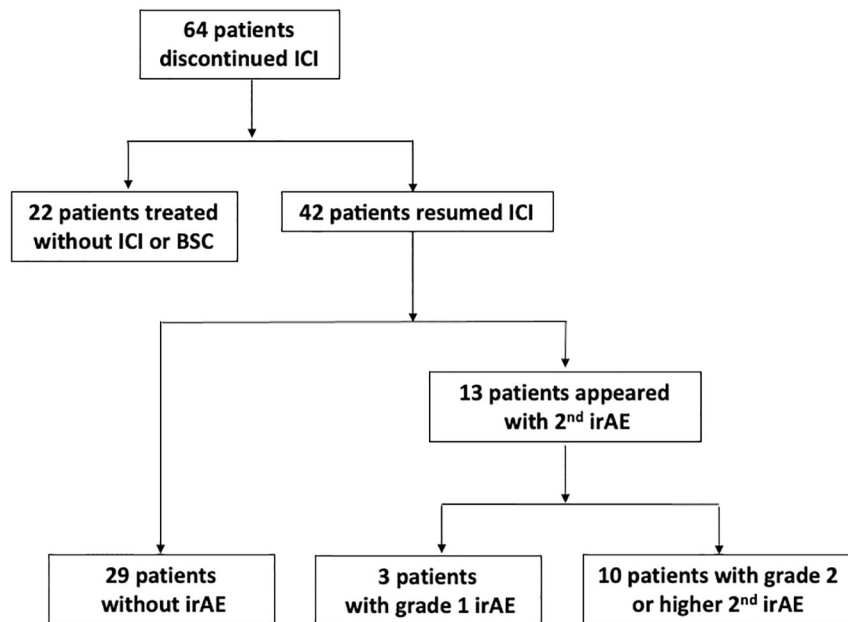 64 patients
discontinued ICI
22 patients treated
without ICI or BSC
42 patients resumed ICI
13 patients appeared
with 2nd irAE
29 patients
without irAE
3 patients
with grade 1 irAE
10 patients with grade 2
or higher 2nd irAE